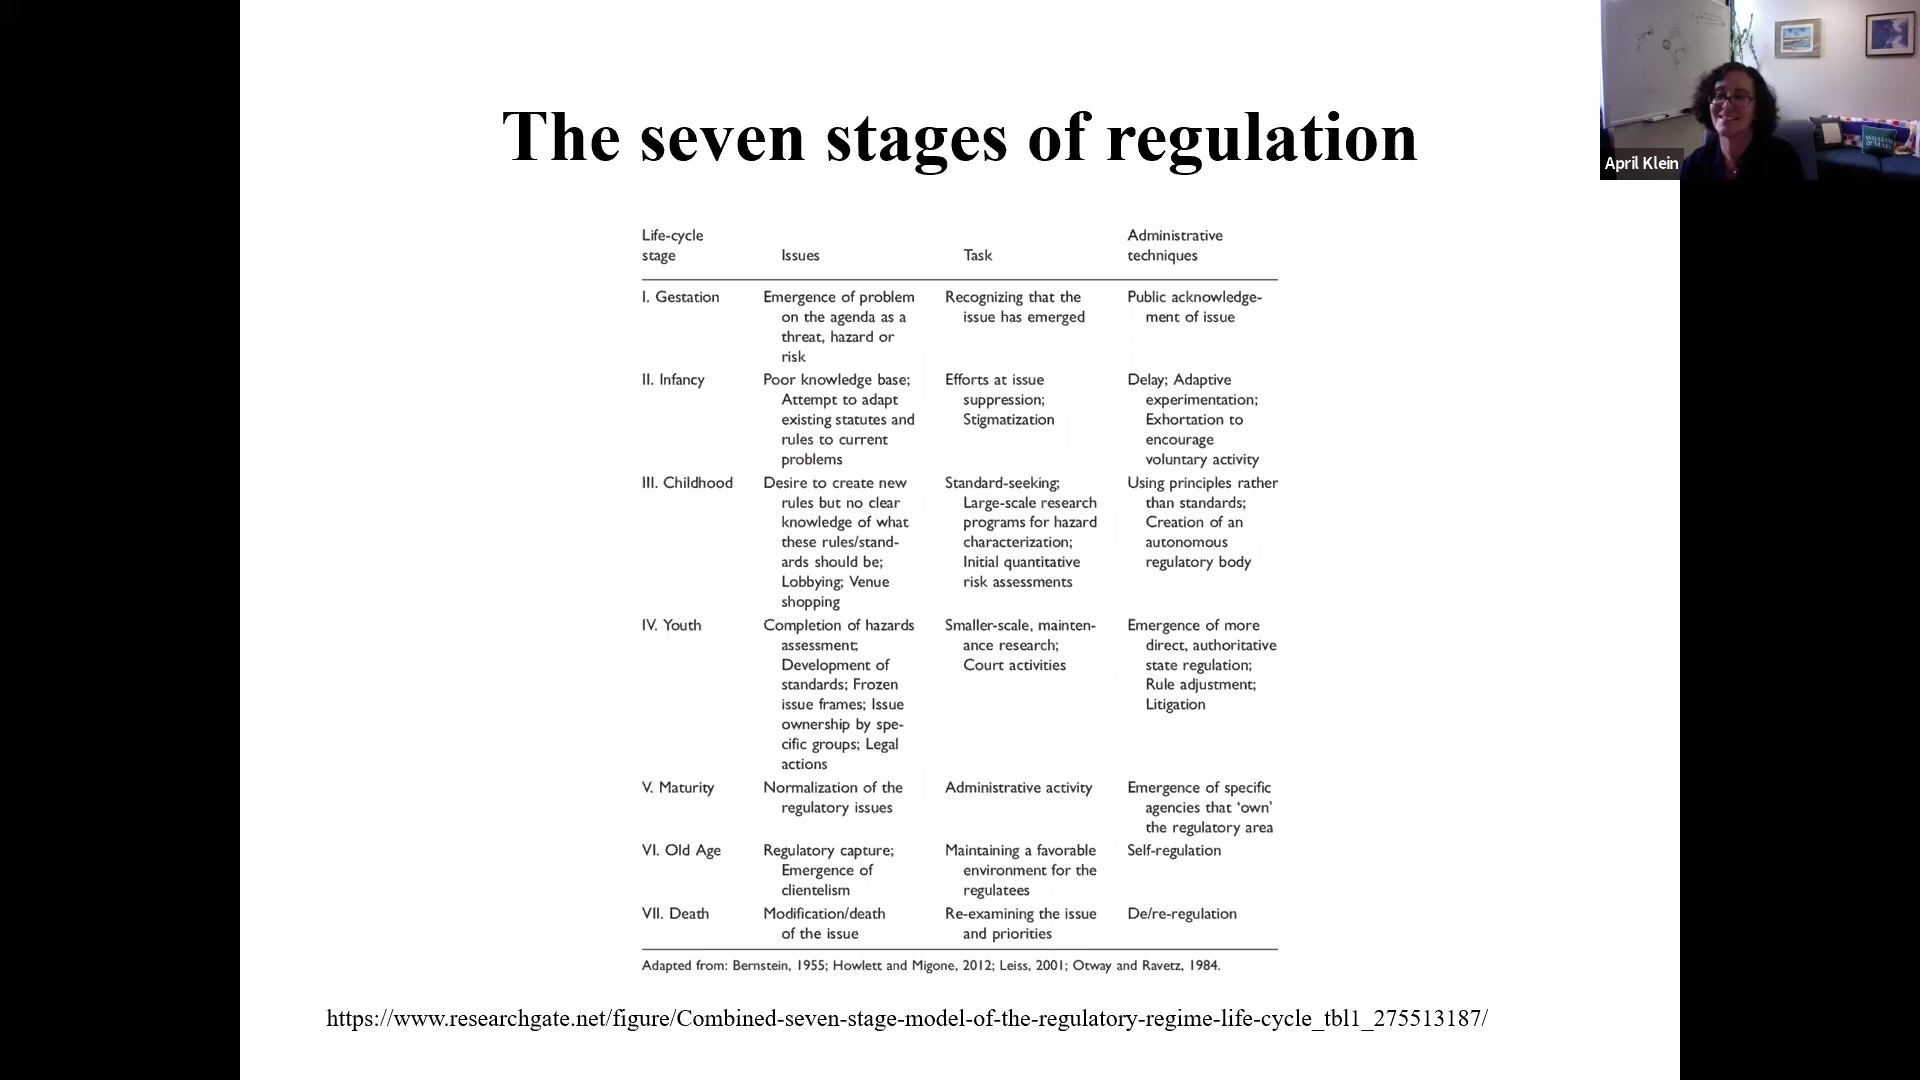 The seven stages of regulation
April Klein
WILLIAM
& MARY
Life-cycle
stage
Issues
Task
Administrative
techniques
I. Gestation
Emergence of problem
on the agenda as a
threat, hazard or
risk
Recognizing that the
issue has emerged
Public acknowledge-
ment of issue
II. Infancy
Poor knowledge base;
Attempt to adapt
existing statutes and
rules to current
problems
Efforts at issue
suppression;
Stigmatization
Delay; Adaptive
experimentation;
Exhortation to
encourage
voluntary activity
III. Childhood
Desire to create new
rules but no clear
knowledge of what
these rules/stand-
ards should be;
Lobbying; Venue
shopping
Standard-seeking;
Large-scale research
programs for hazard
characterization;
Initial quantitative
risk assessments
Using principles rather
than standards;
Creation of an
autonomous
regulatory body
IV. Youth
Completion of hazards
assessment;
Development of
standards; Frozen
issue frames; Issue
ownership by spe-
cific groups; Legal
actions
Smaller-scale, mainten-
ance research;
Court activities
Emergence of more
direct, authoritative
state regulation;
Rule adjustment;
Litigation
V. Maturity
Normalization of the
regulatory issues
Administrative activity
Emergence of specific
agencies that ‘own’
the regulatory area
VI. Old Age
Regulatory capture;
Emergence of
clientelism
Maintaining a favorable
environment for the
regulatees
Self-regulation
VII. Death
Modification/death
of the issue
Re-examining the issue
and priorities
De/re-regulation
Adapted from: Bernstein, 1955; Howlett and Migone, 2012; Leiss, 2001; Otway and Ravetz, 1984.
https://www.researchgate.net/figure/Combined-seven-stage-model-of-the-regulatory-regime-life-cycle_tbl1_275513187/